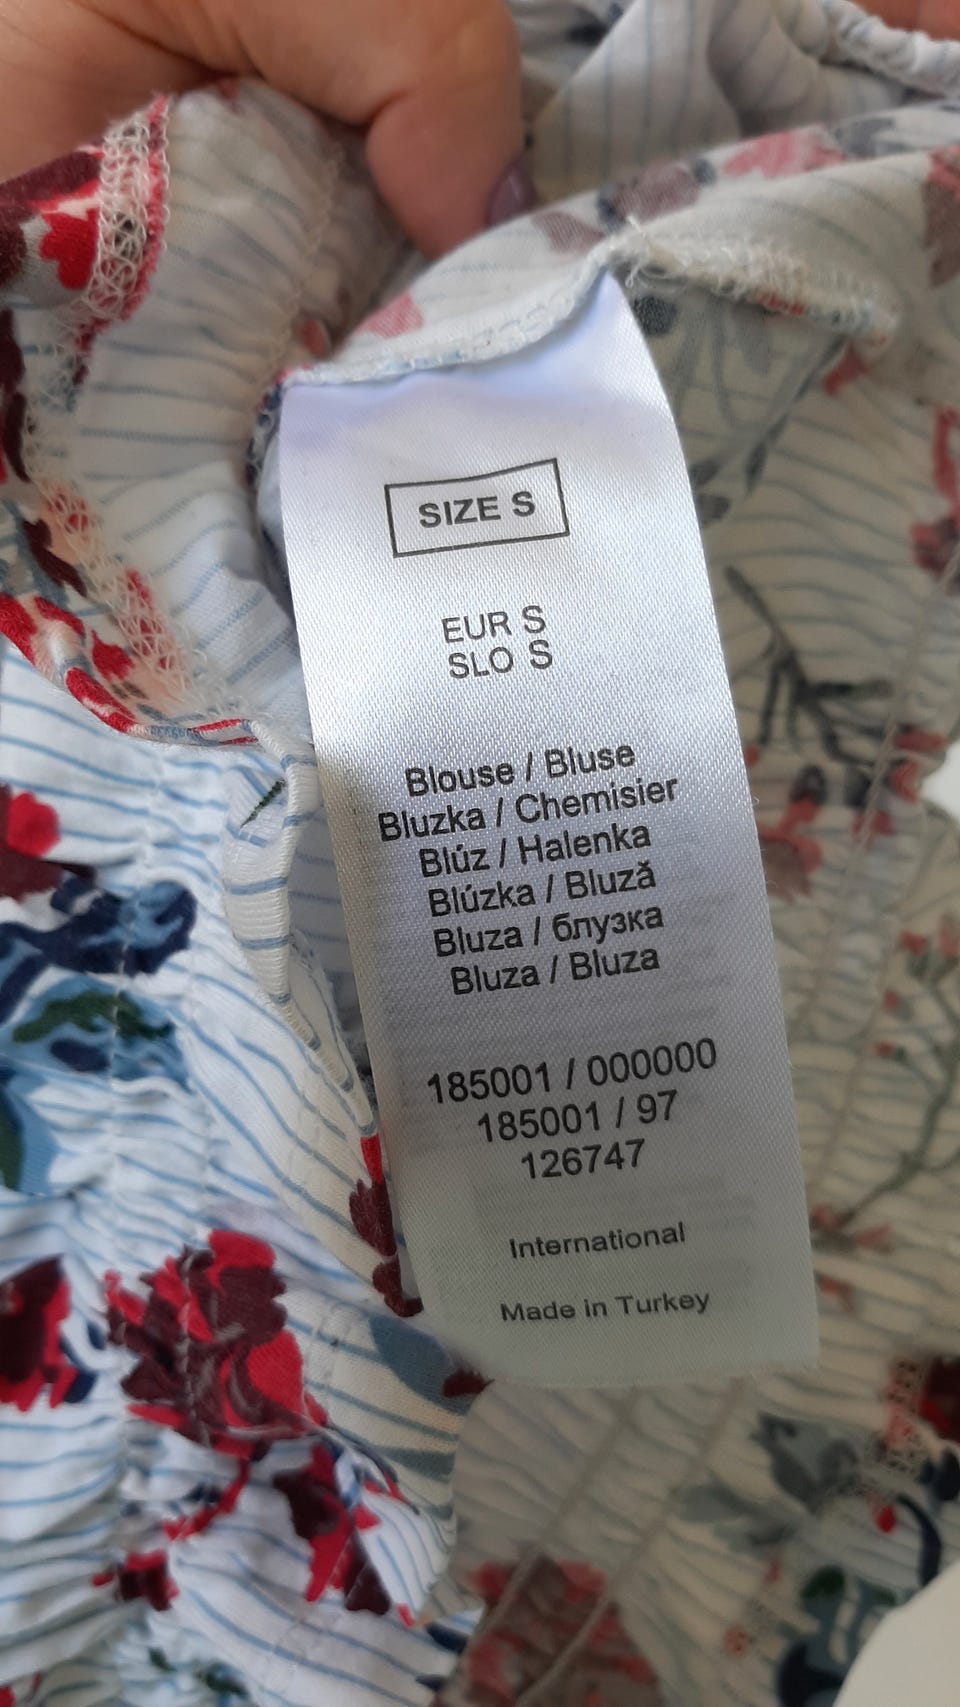 SIZE S
EUR S
SLO S
Blouse / Bluse
Bluzka / Chemisier
Blúz / Halenka
Blúzka / Bluză
Bluza / блузка
Bluza / Bluza
185001 / 000000
185001 / 97
126747
International
Made in Turkey